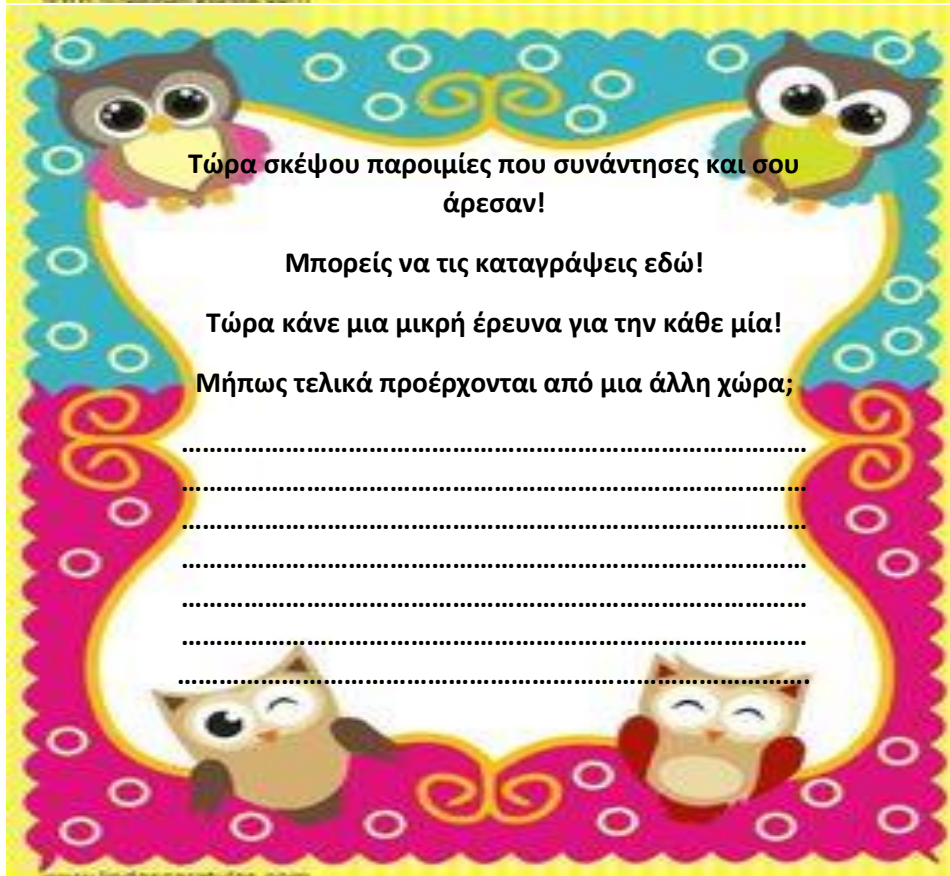 Τώρα σκέψου παροιμίες που συνάντησες και σου
άρεσαν!
Μπορείς να τις καταγράψεις εδώ!
Τώρα κάνε μια μικρή έρευνα για την κάθε μία!
Μήπως τελικά προέρχονται από μια άλλη χώρα;
………………………………………………………………………………
………………………………………………………………………………
………………………………………………………………………………
………………………………………………………………………………
………………………………………………………………………………
………………………………………………………………………………
……………………………………………………………………………….